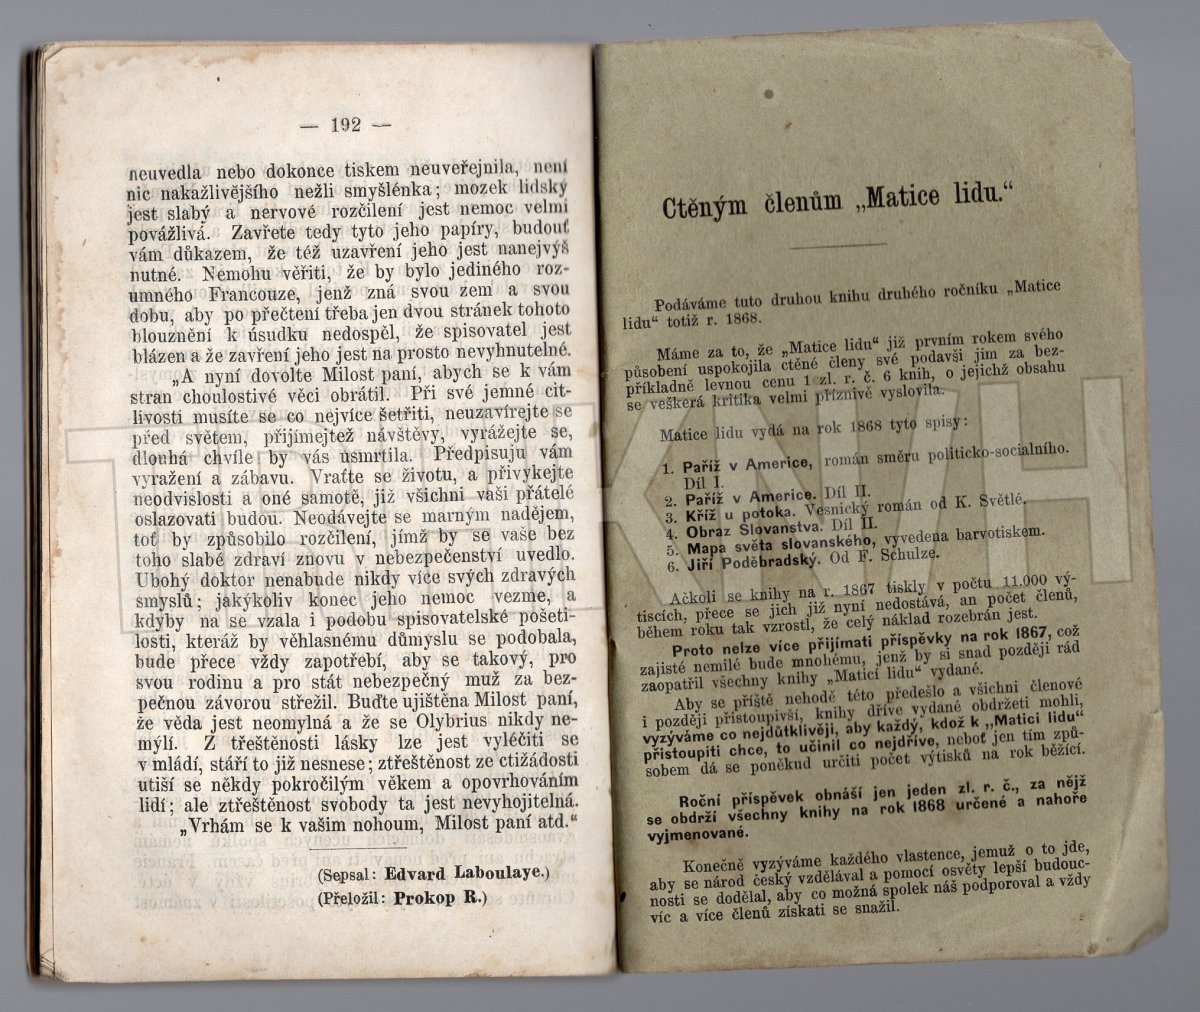 — 192 —
neuvedla nebo dokonce tiskem neuveřejnila, není
nic nakažlivějšího nežli smyšlénka; mozek lidský
jest slabý a nervové rozčilení jest nemoc velmi
povážlivá. Zavřete tedy tyto jeho papíry, budouť
vám důkazem, že též uzavření jeho jest nanejvýš
nutné. Nemohu věřiti, že by bylo jediného roz-
umného Francouze, jenž zná svou zem a svou
dobu, aby po přečtení třeba jen dvou stránek tohoto
blouznění k úsudku nedospěl, že spisovatel jest
blázen a že zavření jeho jest na prosto nevyhnutelné.
„A nyní dovolte Milost paní, abych se k vám
stran choulostivé věci obrátil. Při své jemné cit-
livosti musíte se co nejvíce šetřiti, neuzavírejte se
před světem, přijímejtež návštěvy, vyrážejte se,
dlouhá chvíle by vás usmrtila. Předpisuju vám
vyražení a zábavu. Vraťte se životu, a přivykejte
neodvislosti a oné samotě, již všichni vaši přátelé
oslazovati budou. Neodávejte se marným nadějem,
toť by způsobilo rozčilení, jímž by se vaše bez
toho slabé zdraví znovu v nebezpečenství uvedlo.
Ubohý doktor nenabude nikdy více svých zdravých
smyslů; jakýkoliv konec jeho nemoc vezme, a
kdyby na se vzala i podobu spisovatelské pošeti-
losti, kteráž by věhlasnému důmyslu se podobala,
bude přece vždy zapotřebí, aby se takový, pro
svou rodinu a pro stát nebezpečný muž za bez-
pečnou závorou střežil. Buďte ujištěna Milost paní,
že věda jest neomylná a že se Olybrius nikdy ne-
mýlí. Z třeštěnosti lásky lze jest vyléčiti se
v mládí, stáří to již nesnese; ztřeštěnost ze ctižádosti
utiší se někdy pokročilým věkem a opovrhováním
lidí; ale ztřeštěnost svobody ta jest nevyhojitelná.
„Vrhám se k vašim nohoum, Milost paní atd.“
(Sepsal: Edvard Laboulaye.)
(Přeložil: Prokop R.)
Ctěným členům „Matice lidu.“
Podáváme tuto druhou knihu druhého ročníku „Matice
lidu“ totiž r. 1868.
Máme za to, že „Matice lidu“ již prvním rokem svého
působení uspokojila ctěné členy své podavši jim za bez-
příkladně levnou cenu 1 zl. r. č. 6 knih, o jejichž obsahu
se veškerá kritika velmi příznivě vyslovila.
Matice lidu vydá na rok 1868 tyto spisy:
1. Paříž v Americe, román směru politicko-socialního.
Díl I.
2. Paříž v Americe. Díl II.
3. Kříž u potoka. Vesnický román od K. Světlé.
4. Obraz Slovanstva. Díl II.
5. Mapa světa slovanského, vyvedena barvotiskem.
6. Jiří Poděbradský. Od F. Schulze.
Ačkoli se knihy na r. 1867 tiskly v počtu 11.000 vý-
tiscích, přece se jich již nyní nedostává, an počet členů,
během roku tak vzrostl, že celý náklad rozebrán jest.
Proto nelze více přijímati příspěvky na rok 1867, což
zajisté nemilé bude mnohému, jenž by si snad později rád
zaopatřil všechny knihy „Maticí lidu“ vydané.
Aby se příště nehodě této předešlo a všichni členové
i později přistoupivší, knihy dříve vydané obdržeti mohli,
vyzýváme co nejdůtklivěji, aby každý, kdož k „Matici lidu“
přistoupiti chce, to učinil co nejdříve, neboť jen tím způ-
sobem dá se poněkud určiti počet výtisků na rok běžící.
Roční příspěvek obnáší jen jeden zl. r. č., za nějž
se obdrží všechny knihy na rok 1868 určené a nahoře
vyjmenované.
Konečně vyzýváme každého vlastence, jemuž o to jde,
aby se národ český vzdělával a pomocí osvěty lepší budouc-
nosti se dodělal, aby co možná spolek náš podporoval a vždy
víc a více členů získati se snažil.